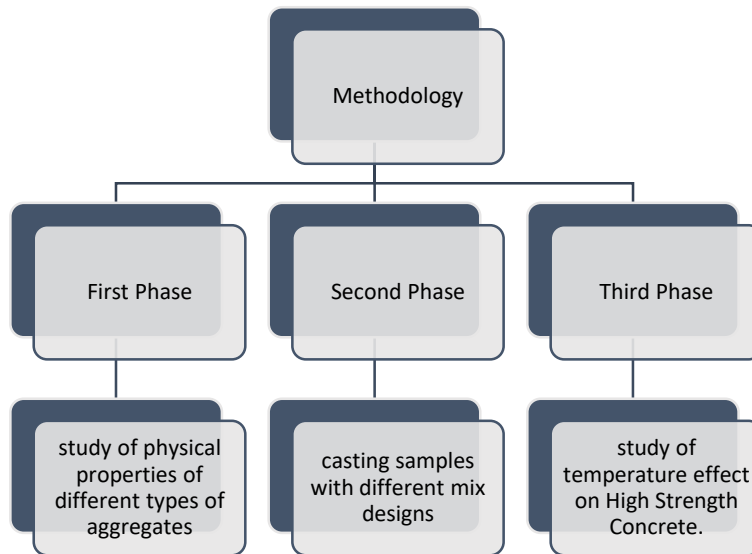 Methodology
First Phase
Second Phase
Third Phase
study of physical
properties of
different types of
aggregates
casting samples
with different mix
designs
study of
temperature effect
on High Strength
Concrete.